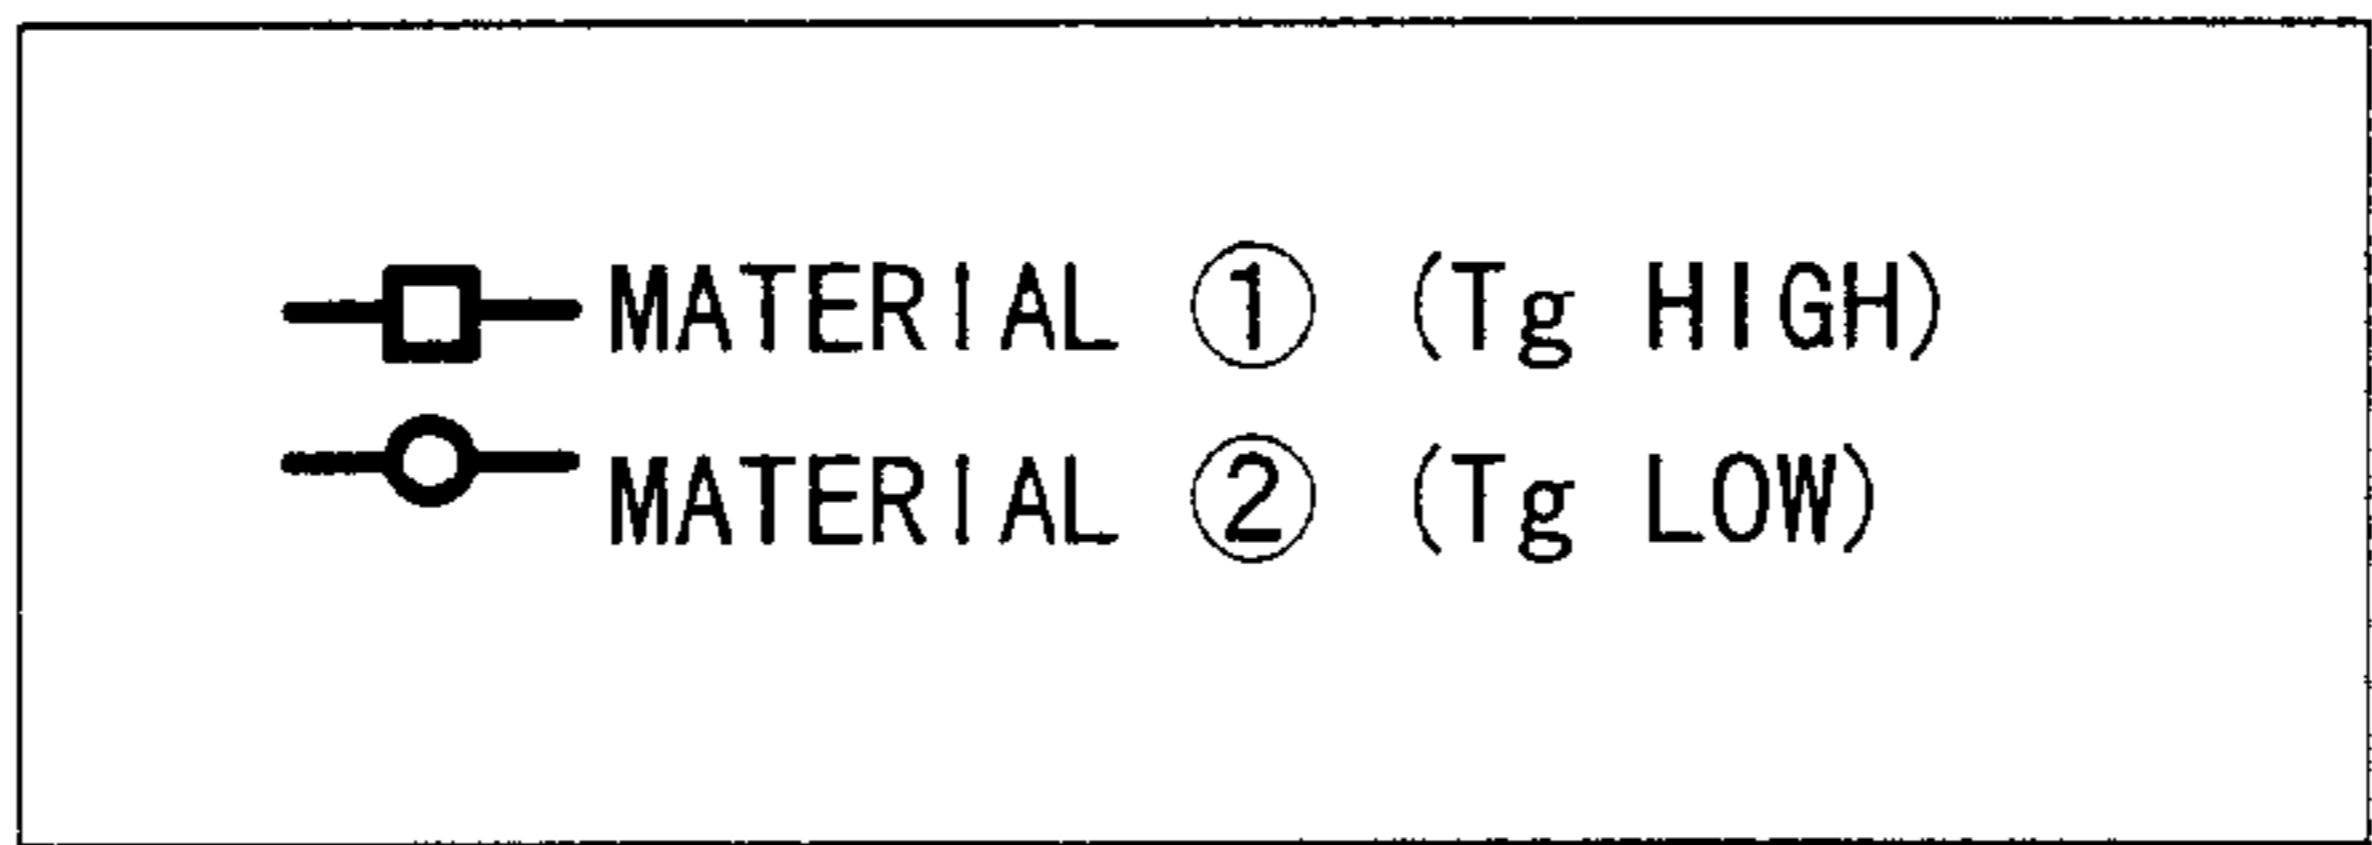 MATERIAL ① (Tg HIGH)
MATERIAL ② (Tg LOW)